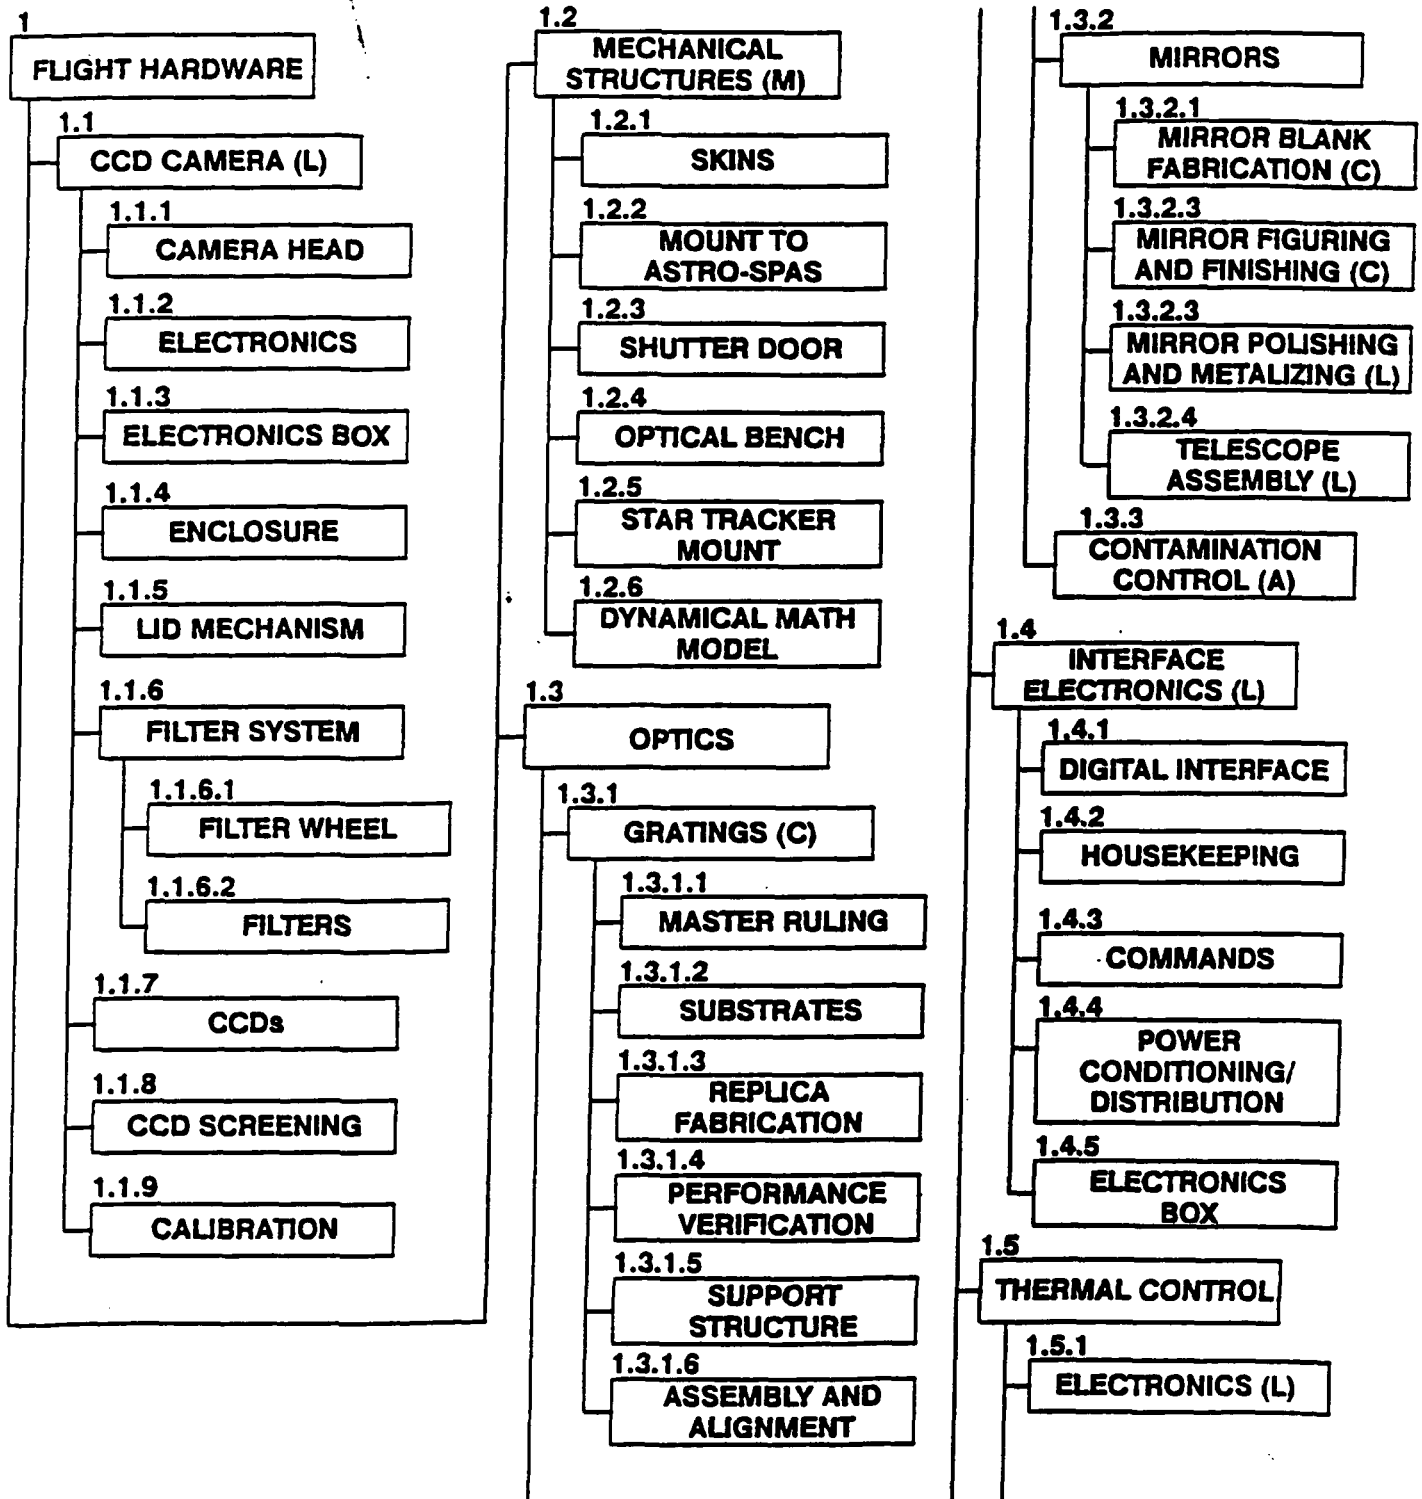 1
FLIGHT HARDWARE
1.1
CCD CAMERA (L)
1.1.1
CAMERA HEAD
1.1.2
ELECTRONICS
1.1.3
ELECTRONICS BOX
1.1.4
ENCLOSURE
1.1.5
LID MECHANISM
1.1.6
FILTER SYSTEM
1.1.6.1
FILTER WHEEL
1.1.6.2
FILTERS
1.1.7
CCDs
1.1.8
CCD SCREENING
1.1.9
CALIBRATION
1.2
MECHANICAL
STRUCTURES (M)
1.2.1
SKINS
1.2.2
MOUNT TO
ASTRO-SPAS
1.2.3
SHUTTER DOOR
1.2.4
OPTICAL BENCH
1.2.5
STAR TRACKER
MOUNT
1.2.6
DYNAMICAL MATH
MODEL
1.3
OPTICS
1.3.1
GRATINGS (C)
1.3.1.1
MASTER RULING
1.3.1.2
SUBSTRATES
1.3.1.3
REPLICA
FABRICATION
1.3.1.4
PERFORMANCE
VERIFICATION
1.3.1.5
SUPPORT
STRUCTURE
1.3.1.6
ASSEMBLY AND
ALIGNMENT
1.3.2
MIRRORS
1.3.2.1
MIRROR BLANK
FABRICATION (C)
1.3.2.3
MIRROR FIGURING
AND FINISHING (C)
1.3.2.3
MIRROR POLISHING
AND METALIZING (L)
1.3.2.4
TELESCOPE
ASSEMBLY (L)
1.3.3
CONTAMINATION
CONTROL (A)
1.4
INTERFACE
ELECTRONICS (L)
1.4.1
DIGITAL INTERFACE
1.4.2
HOUSEKEEPING
1.4.3
COMMANDS
1.4.4
POWER
CONDITIONING/
DISTRIBUTION
1.4.5
ELECTRONICS
BOX
1.5
THERMAL CONTROL
1.5.1
ELECTRONICS (L)